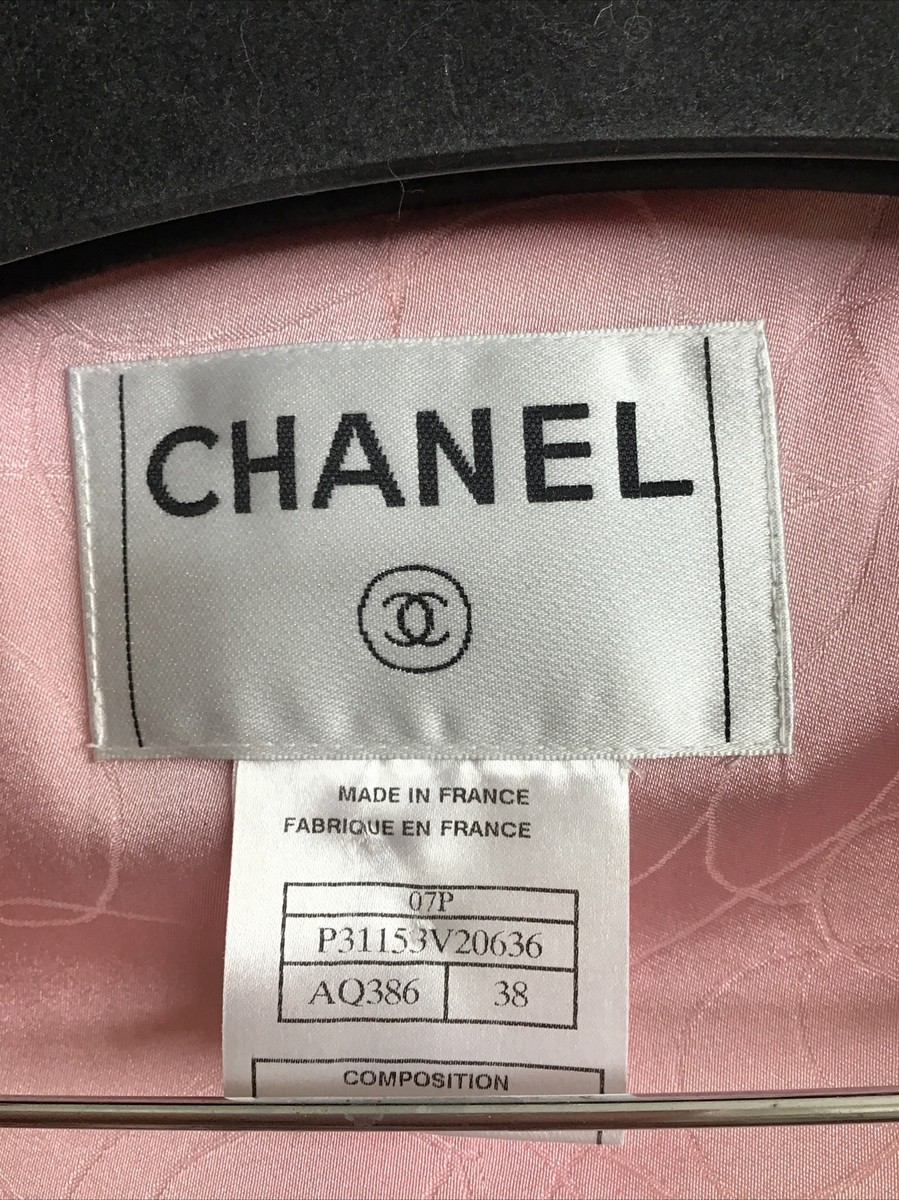 CHANEL
MADE IN FRANCE
FABRIQUE EN FRANCE
07P
P31153V20636
AQ386 38
COMPOSITION